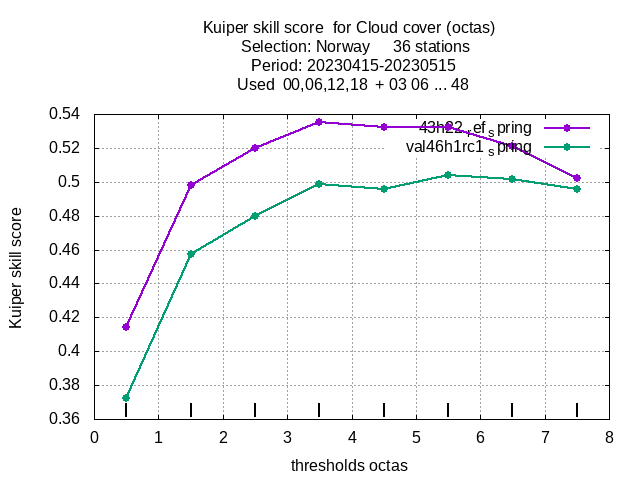 Kuiper skill score  for Cloud cover (octas)
Selection: Norway     36 stations
Period: 20230415-20230515
Used  00,06,12,18  + 03 06 ... 48
43h22_ref_spring
val46h1rc1_spring
0.54
0.52
0.5
0.48
0.46
0.44
0.42
0.4
0.38
0.36
Kuiper skill score
0 1 2 3 4 5 6 7 8
thresholds octas